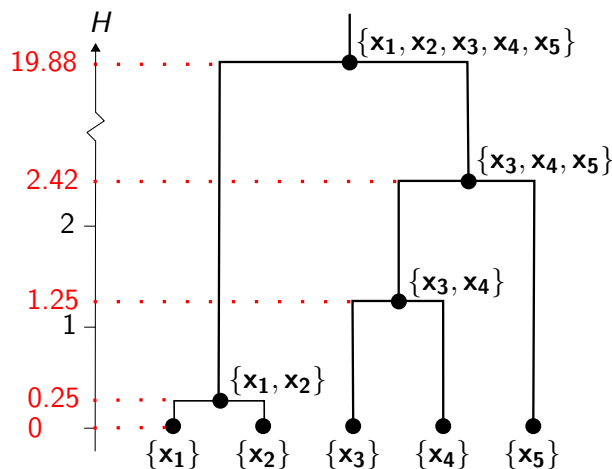 H
{x₁, x₂, x₃, x₄, x₅}
19.88
{x₃, x₄, x₅}
2.42
2
{x₃, x₄}
1.25
1
{x₁, x₂}
0.25
0
{x₁} {x₂} {x₃} {x₄} {x₅}